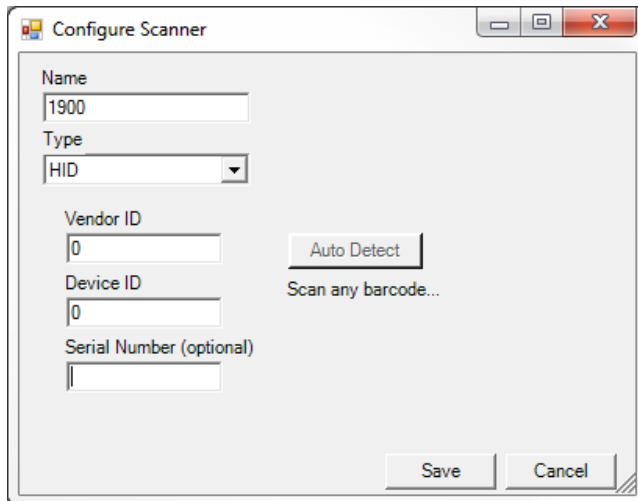 Configure Scanner
Name
1900
Type
HID
Vendor ID
0
Auto Detect
Device ID
Scan any barcode...
0
Serial Number (optional)
Save
Cancel